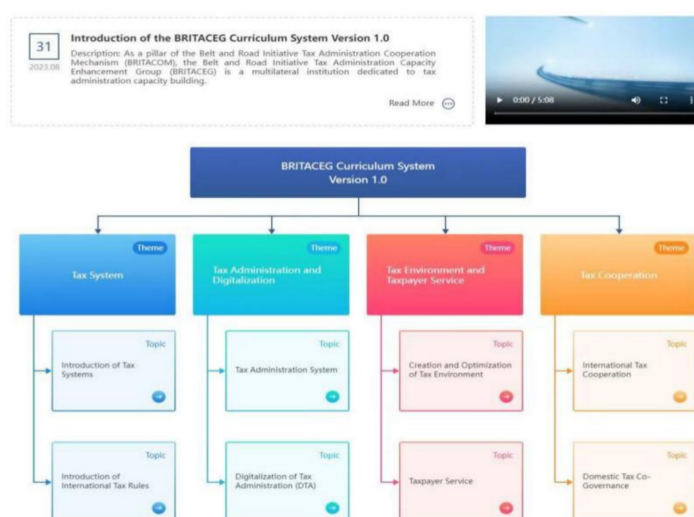 31
2023.08
Introduction of the BRITACEG Curriculum System Version 1.0
Description: As a pillar of the Belt and Road Initiative Tax Administration Cooperation
Mechanism (BRITACOM), the Belt and Road Initiative Tax Administration Capacity
Enhancement Group (BRITACEG) is a multilateral institution dedicated to tax
administration capacity building.
Read More
0:00 / 5:08
BRITACEG Curriculum System
Version 1.0
Theme
Tax System
Theme
Tax Administration and
Digitalization
Theme
Tax Environment and
Taxpayer Service
Theme
Tax Cooperation
Topic
Introduction of Tax
Systems
Topic
Tax Administration System
Topic
Creation and Optimization
of Tax Environment
Topic
International Tax
Cooperation
Topic
Introduction of
International Tax Rules
Topic
Digitalization of Tax
Administration (DTA)
Topic
Taxpayer Service
Topic
Domestic Tax Co-
Governance